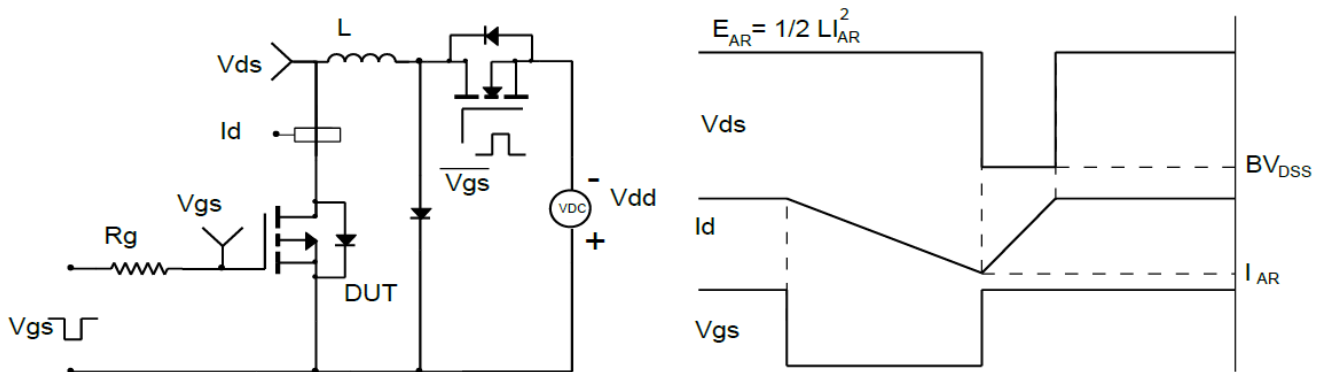 L
Vds
Id
Vgs
Rg
DUT
Vgs
Vgs
VDC
-
+
Vdd
E_AR = 1/2 LI_AR^2
Vds
BV_DSS
Id
I_AR
Vgs